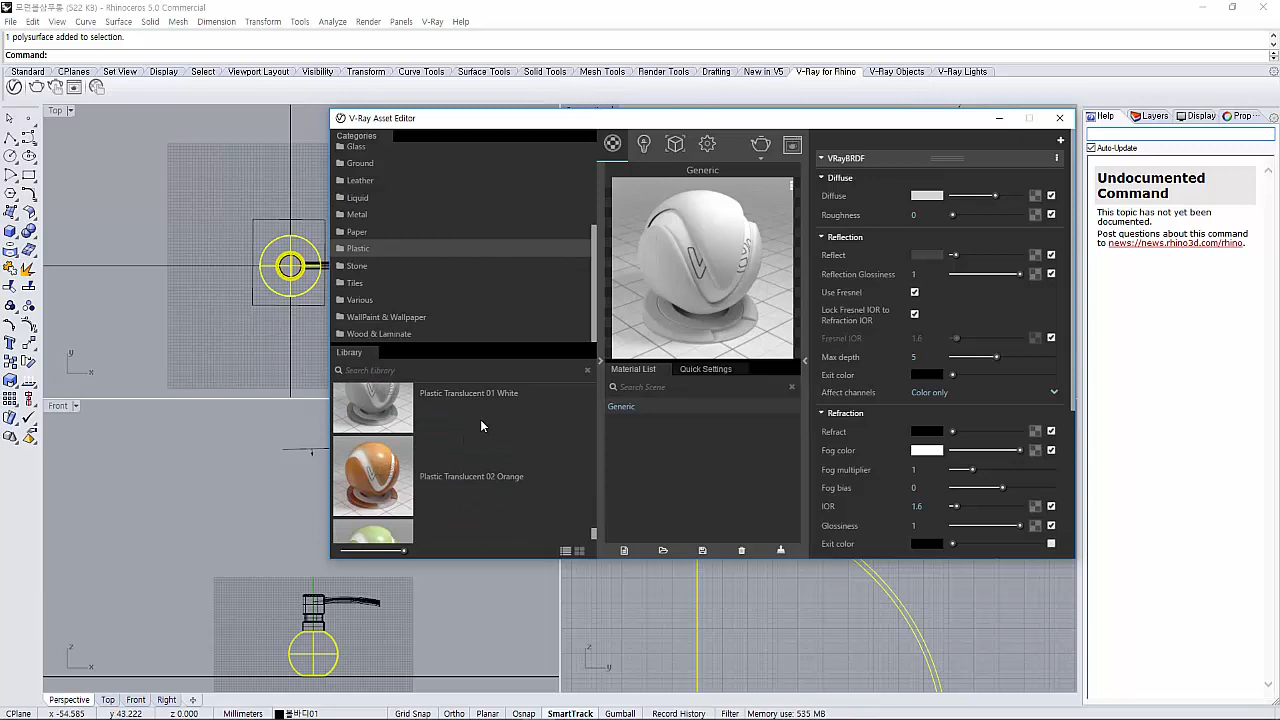 모던볼상푸통 (522 KB) - Rhinoceros 5.0 Commercial
File Edit View Curve Surface Solid Mesh Dimension Transform Tools Analyze Render Panels V-Ray Help
1 polysurface added to selection.
Command:
Standard CPlanes Set View Display Select Viewport Layout Visibility Transform Curve Tools Surface Tools Solid Tools Mesh Tools Render Tools Drafting New in V5 V-Ray for Rhino V-Ray Objects V-Ray Lights
Top
y
x
Front
z
x
V-Ray Asset Editor
Categories
Glass
Ground
Leather
Liquid
Metal
Paper
Plastic
Stone
Tiles
Various
WallPaint & Wallpaper
Wood & Laminate
Library
Search Library
Plastic Translucent 01 White
Plastic Translucent 02 Orange
Generic
Material List Quick Settings
Search Scene
Generic
VRayBRDF
Diffuse
Diffuse
Roughness 0
Reflection
Reflect
Reflection Glossiness 1
Use Fresnel
Lock Fresnel IOR to
Refraction IOR
Fresnel IOR 1.6
Max depth 5
Exit color
Affect channels Color only
Refraction
Refract
Fog color
Fog multiplier 1
Fog bias 0
IOR 1.6
Glossiness 1
Exit color
z
y
Help Layers Display Prop...
Auto-Update
Undocumented
Command
This topic has not yet been
documented.
Post questions about this command
to news://news.rhino3d.com/rhino.
Perspective Top Front Right
CPlane x -54.585 y 43.222 z 0.000 Millimeters 볼바디01 Grid Snap Ortho Planar Osnap SmartTrack Gumball Record History Filter Memory use: 535 MB